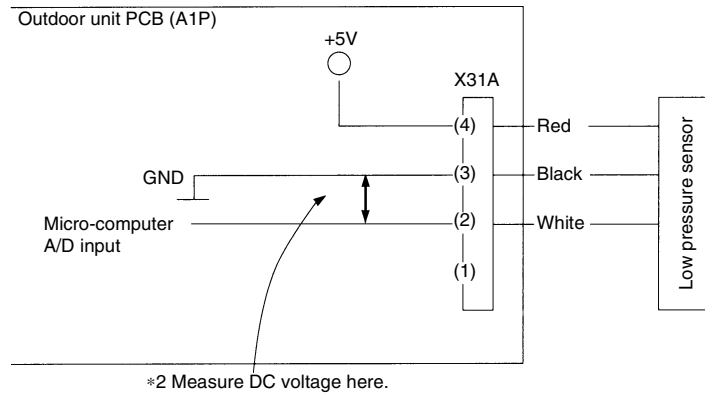 Outdoor unit PCB (A1P)
+5V
X31A
(4)
Red
GND
(3)
Black
Micro-computer
A/D input
(2)
White
(1)
Low pressure sensor
*2 Measure DC voltage here.